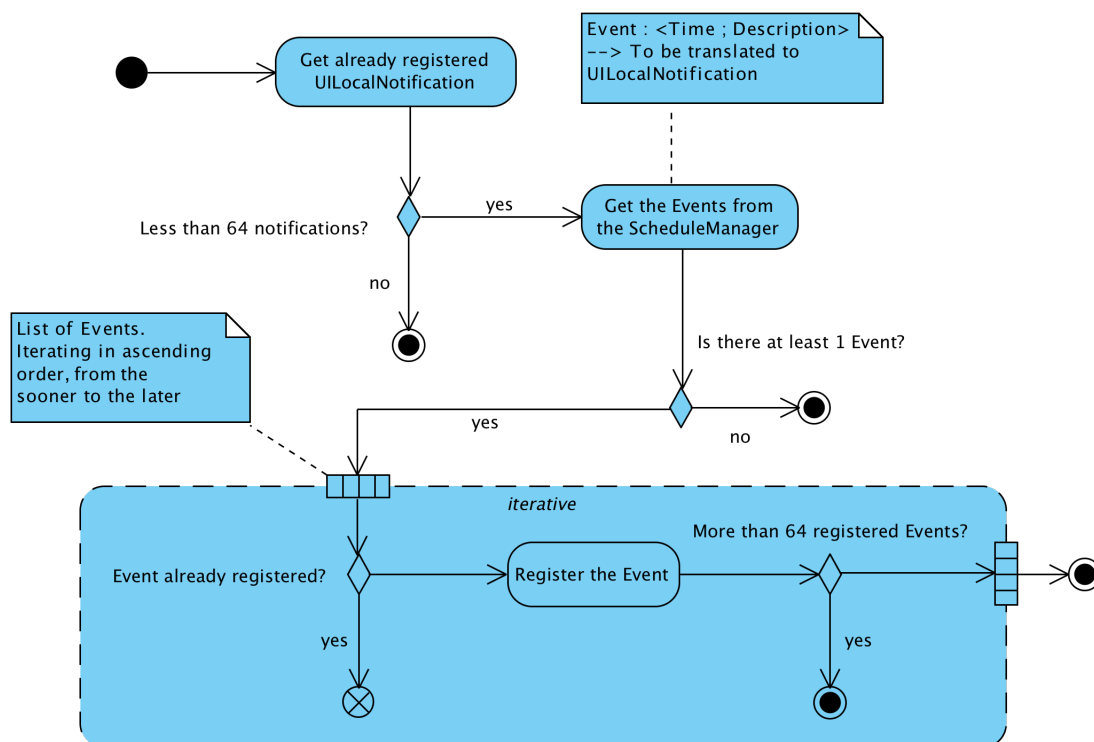 Get already registered
UILocalNotification
Event : <Time ; Description>
--> To be translated to
UILocalNotification
Less than 64 notifications?
yes
Get the Events from
the ScheduleManager
no
List of Events.
Iterating in ascending
order, from the
sooner to the later
Is there at least 1 Event?
yes
no
iterative
More than 64 registered Events?
Event already registered?
Register the Event
yes
yes